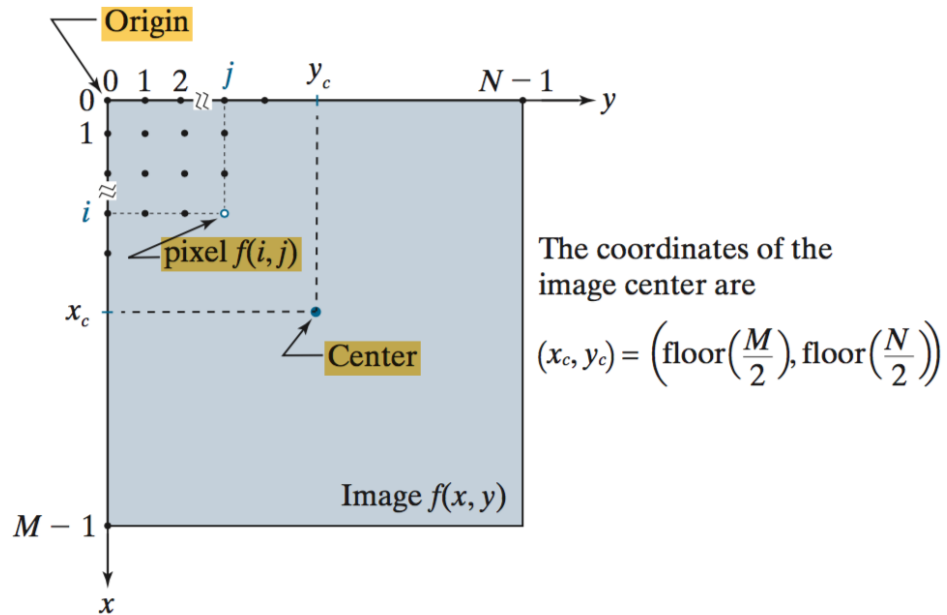 Origin
0 1 2 j y_c N − 1
y
0
1
i
pixel f(i, j)
The coordinates of the
image center are
x_c
(x_c, y_c) = (floor(M/2), floor(N/2))
Center
Image f(x, y)
M − 1
x